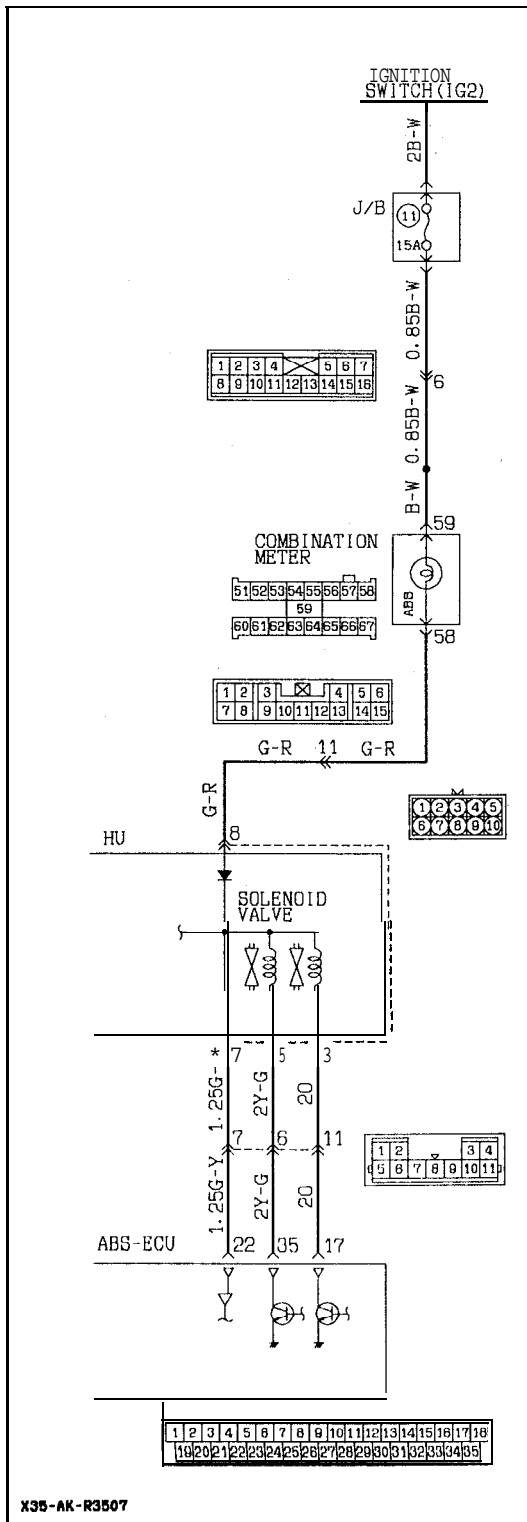 IGNITION
SWITCH(IG2)
2B-W
J/B
11
15A
0.85B-W
1 2 3 4 5 6 7
8 9 10 11 12 13 14 15 16
6
0.85B-W
B-W
59
COMBINATION
METER
51 52 53 54 55 56 57 58
59
60 61 62 63 64 65 66 67
ABS
58
1 2 3 4 5 6
7 8 9 10 11 12 13 14 15
G-R 11 G-R
G-R
1 2 3 4 5
6 7 8 9 10
HU
8
SOLENOID
VALVE
7 5 3
1.25G-* 2Y-G 20
7 6 11
1 2 3 4
5 6 7 8 9 10 11
1.25G-Y 2Y-G 20
ABS-ECU 22 35 17
1 2 3 4 5 6 7 8 9 10 11 12 13 14 15 16 17 18
19 20 21 22 23 24 25 26 27 28 29 30 31 32 33 34 35
X35-AK-R3507